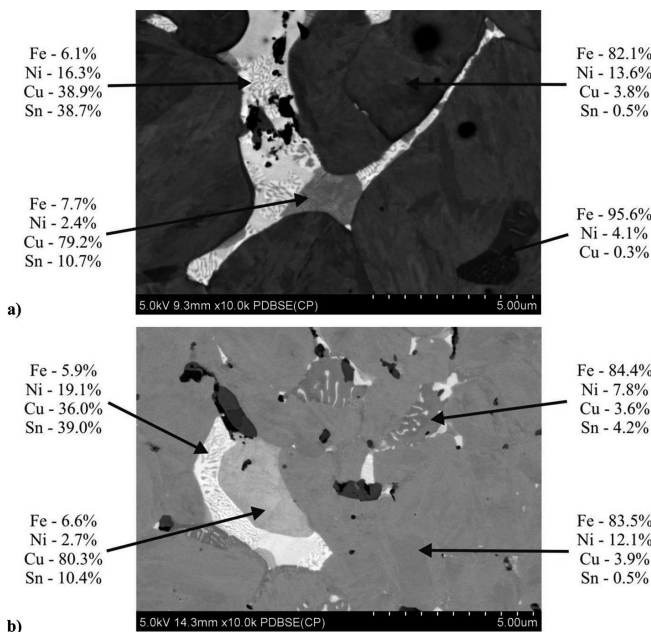 Fe - 6.1%
Ni - 16.3%
Cu - 38.9%
Sn - 38.7%
Fe - 82.1%
Ni - 13.6%
Cu - 3.8%
Sn - 0.5%
Fe - 7.7%
Ni - 2.4%
Cu - 79.2%
Sn - 10.7%
Fe - 95.6%
Ni - 4.1%
Cu - 0.3%
5.0kV 9.3mm x10.0k PDBSE(CP) 5.00um
a)
Fe - 5.9%
Ni - 19.1%
Cu - 36.0%
Sn - 39.0%
Fe - 84.4%
Ni - 7.8%
Cu - 3.6%
Sn - 4.2%
Fe - 6.6%
Ni - 2.7%
Cu - 80.3%
Sn - 10.4%
Fe - 83.5%
Ni - 12.1%
Cu - 3.9%
Sn - 0.5%
5.0kV 14.3mm x10.0k PDBSE(CP) 5.00um
b)